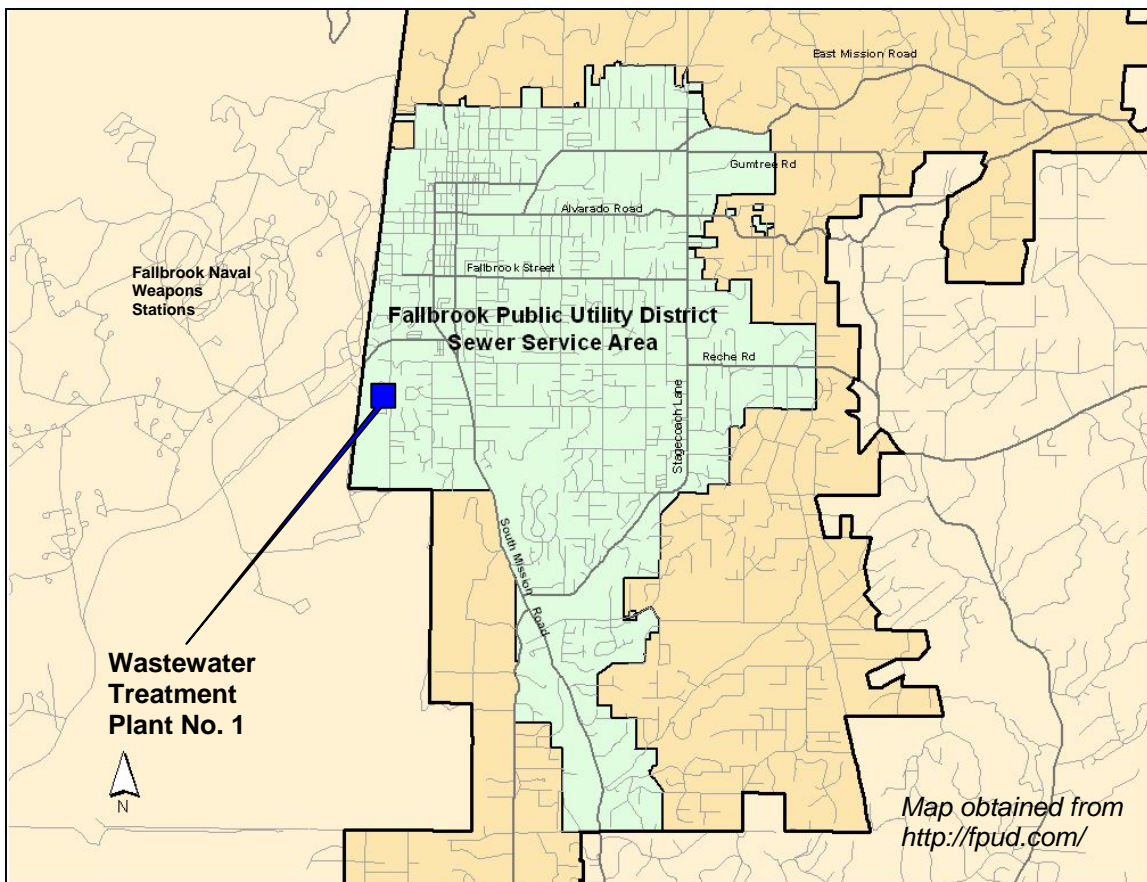 East Mission Road
Gumtree Rd
Alvarado Road
Fallbrook Naval
Weapons
Stations
Fallbrook Street
Fallbrook Public Utility District
Sewer Service Area
Reche Rd
Stagecoach Lane
South Mission Road
Wastewater
Treatment
Plant No. 1
N
Map obtained from
http://fpud.com/